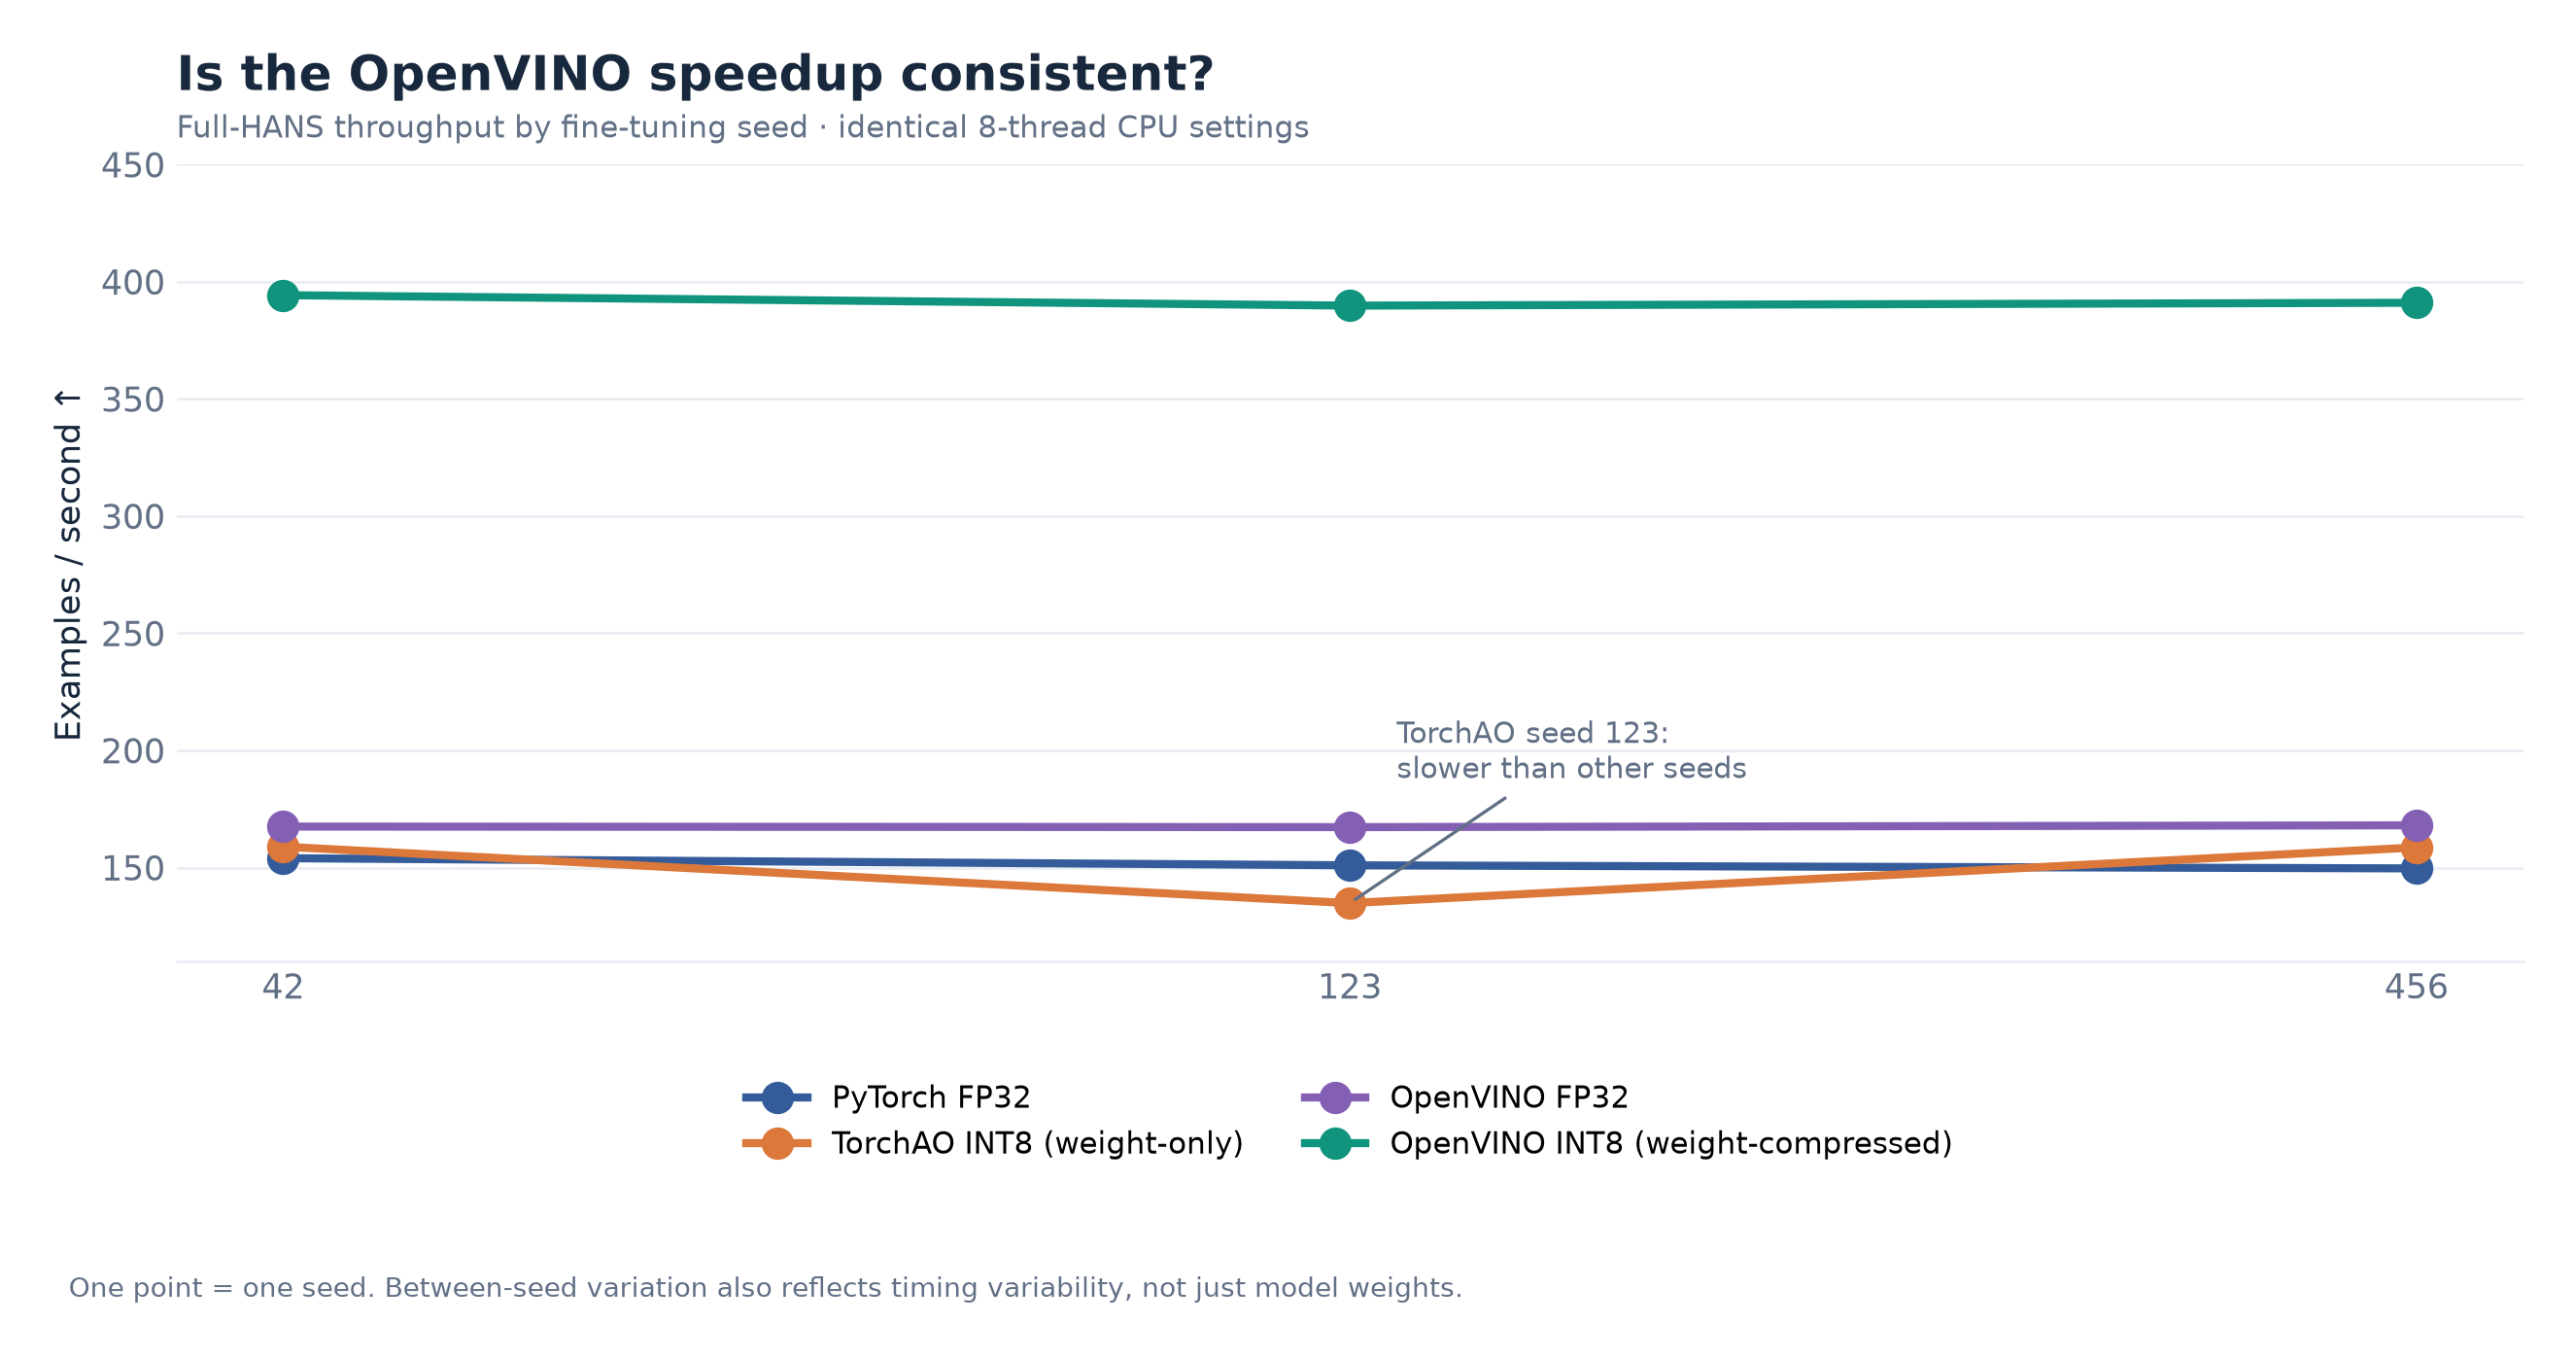 Is the OpenVINO speedup consistent?
Full-HANS throughput by fine-tuning seed · identical 8-thread CPU settings
Examples / second ↑
450
400
350
300
250
200
150
TorchAO seed 123:
slower than other seeds
42
123
456
PyTorch FP32
TorchAO INT8 (weight-only)
OpenVINO FP32
OpenVINO INT8 (weight-compressed)
One point = one seed. Between-seed variation also reflects timing variability, not just model weights.